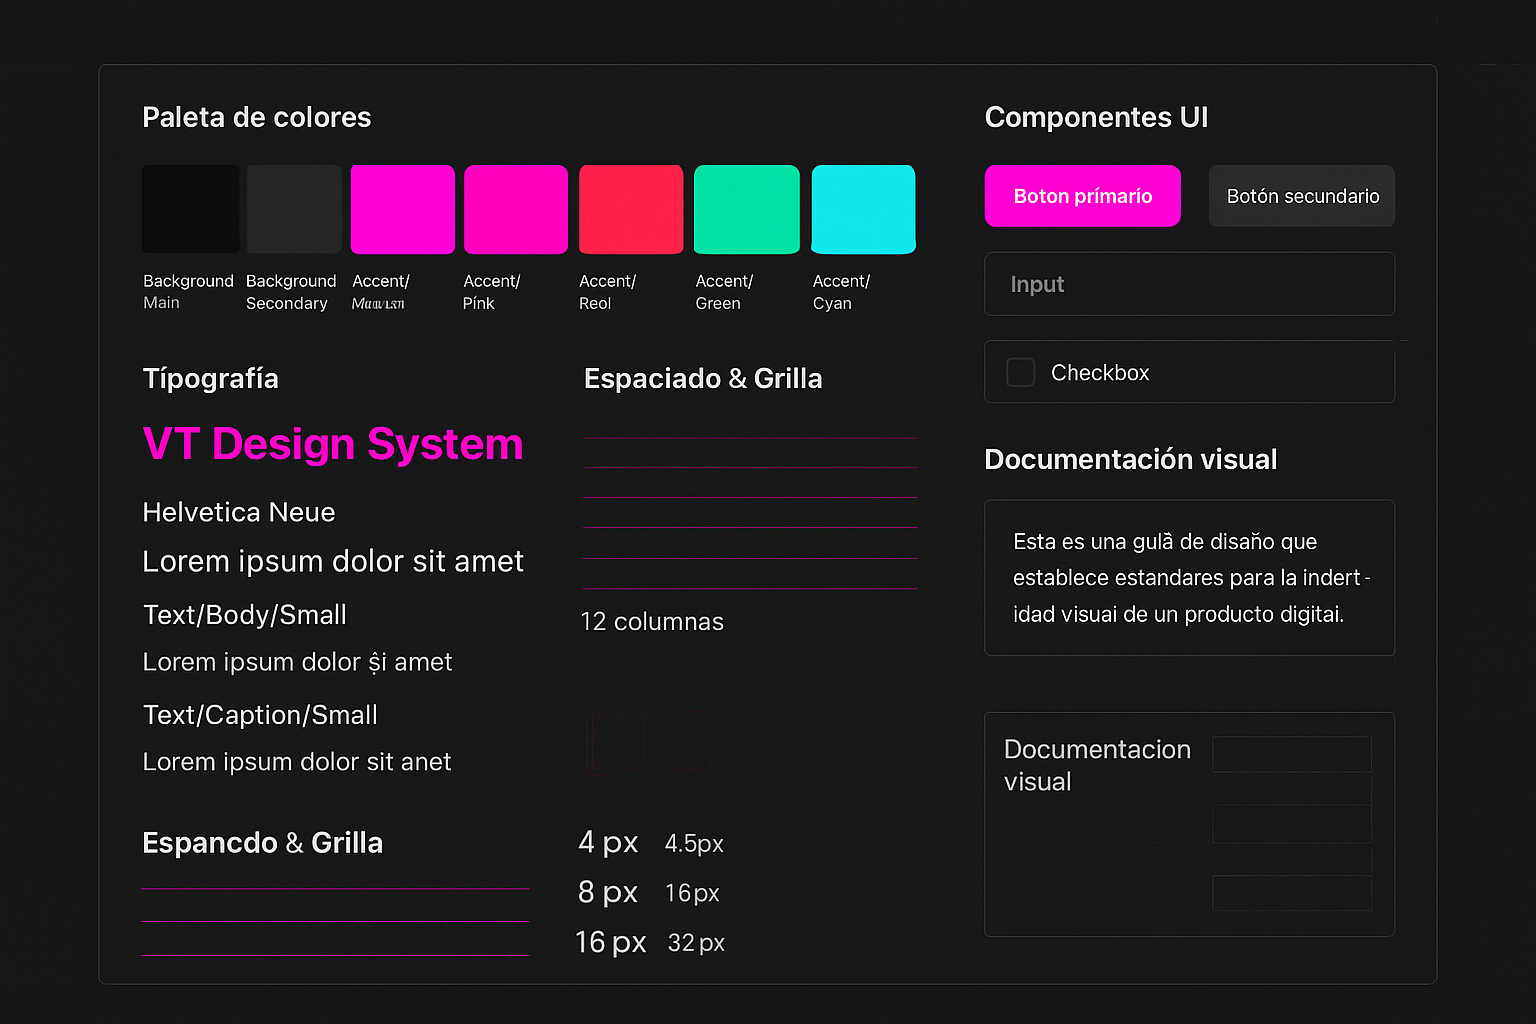 Paleta de colores
Background
Main
Background
Secondary
Accent/
Accent/
Pínk
Accent/
Reol
Accent/
Green
Accent/
Cyan
Típografía
VT Design System
Helvetica Neue
Lorem ipsum dolor sit amet
Text/Body/Small
Lorem ipsum dolor ṣ̂i amet
Text/Caption/Small
Lorem ipsum dolor sit anet
Espancdo & Grilla
Espaciado & Grilla
12 columnas
4 px 4.5px
8 px 16px
16 px 32 px
Componentes UI
Boton prímarío
Botón secundario
Input
Checkbox
Documentación visual
Esta es una gulà de disaño que
establece estandares para la indert-
idad visuai de un producto digitai.
Documentacion
visual